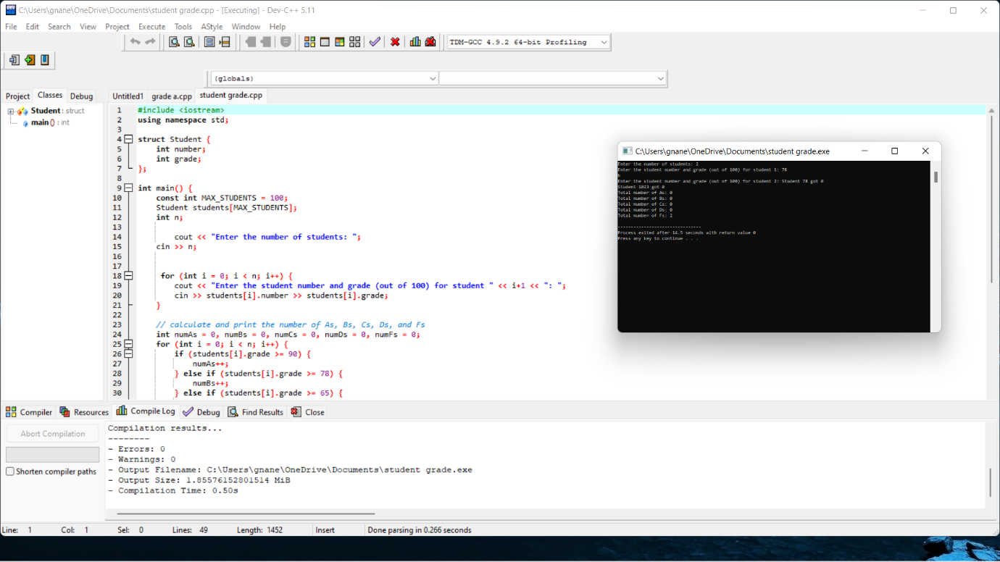 C:\Users\gnane\OneDrive\Documents\student grade.cpp - [Executing] - Dev-C++ 5.11
File Edit Search View Project Execute Tools AStyle Window Help
TDM-GCC 4.9.2 64-bit Profiling
(globals)
Project Classes Debug
Untitled1 grade a.cpp student grade.cpp
Student : struct
main () : int
1 #include <iostream>
2 using namespace std;
3
4 struct Student {
5 int number;
6 int grade;
7 };
8
9 int main() {
10 const int MAX_STUDENTS = 100;
11 Student students[MAX_STUDENTS];
12 int n;
13
14 cout << "Enter the number of students: ";
15 cin >> n;
16
17
18 for (int i = 0; i < n; i++) {
19 cout << "Enter the student number and grade (out of 100) for student " << i+1 << ": ";
20 cin >> students[i].number >> students[i].grade;
21 }
22
23 // calculate and print the number of As, Bs, Cs, Ds, and Fs
24 int numAs = 0, numBs = 0, numCs = 0, numDs = 0, numFs = 0;
25 for (int i = 0; i < n; i++) {
26 if (students[i].grade >= 90) {
27 numAs++;
28 } else if (students[i].grade >= 78) {
29 numBs++;
30 } else if (students[i].grade >= 65) {
C:\Users\gnane\OneDrive\Documents\student grade.exe
Enter the number of students: 2
Enter the student number and grade (out of 100) for student 1: 78
b
Enter the student number and grade (out of 100) for student 2: Student 78 got 0
Student 1023 got 0
Total number of As: 0
Total number of Bs: 0
Total number of Cs: 0
Total number of Ds: 0
Total number of Fs: 2
--------------------------------
Process exited after 14.5 seconds with return value 0
Press any key to continue . . .
Compiler Resources Compile Log Debug Find Results Close
Abort Compilation
Shorten compiler paths
Compilation results...
--------
- Errors: 0
- Warnings: 0
- Output Filename: C:\Users\gnane\OneDrive\Documents\student grade.exe
- Output Size: 1.85576152801514 MiB
- Compilation Time: 0.50s
Line: 1 Col: 1 Sel: 0 Lines: 49 Length: 1452 Insert Done parsing in 0.266 seconds